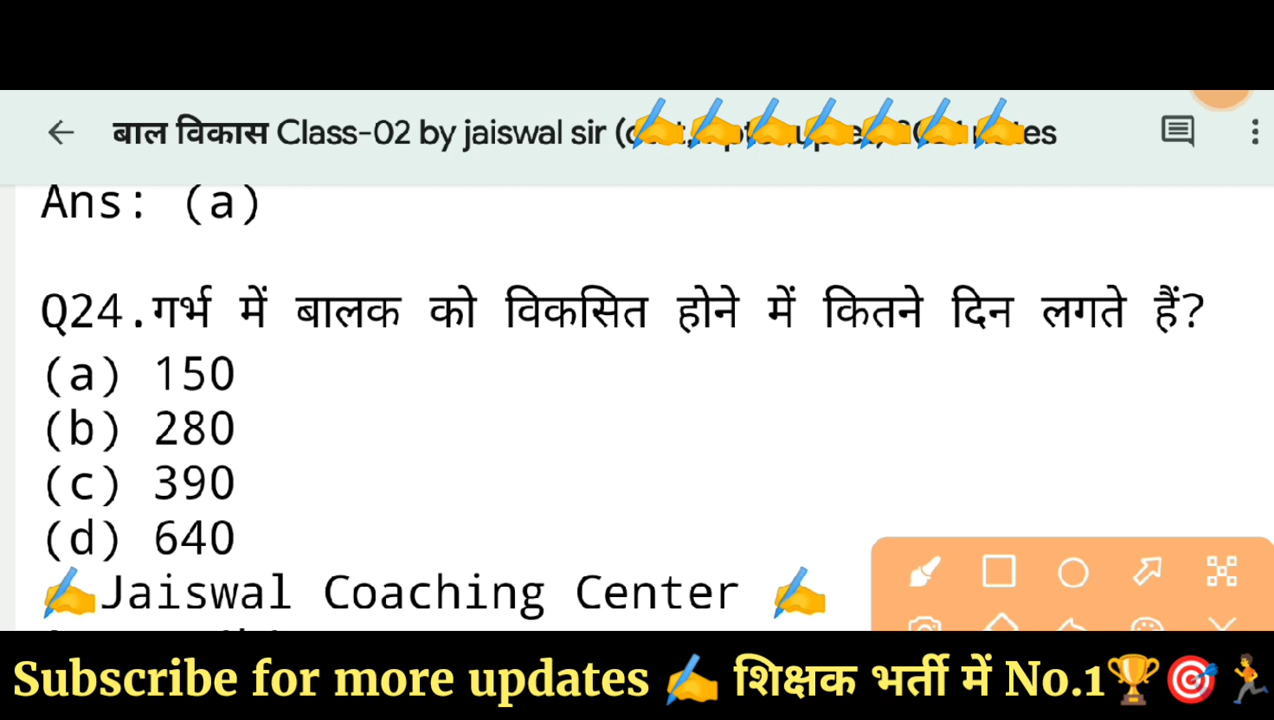 बाल विकास Class-02 by jaiswal sir
Ans: (a)
Q24.गर्भ में बालक को विकसित होने में कितने दिन लगते हैं?
(a) 150
(b) 280
(c) 390
(d) 640
✍Jaiswal Coaching Center ✍
Subscribe for more updates ✍ शिक्षक भर्ती में No.1🏆🎯🏃